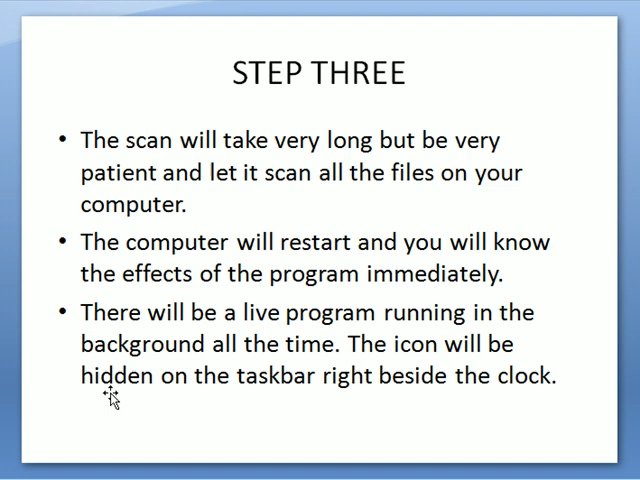 STEP THREE
• The scan will take very long but be very
patient and let it scan all the files on your
computer.
• The computer will restart and you will know
the effects of the program immediately.
• There will be a live program running in the
background all the time. The icon will be
hidden on the taskbar right beside the clock.